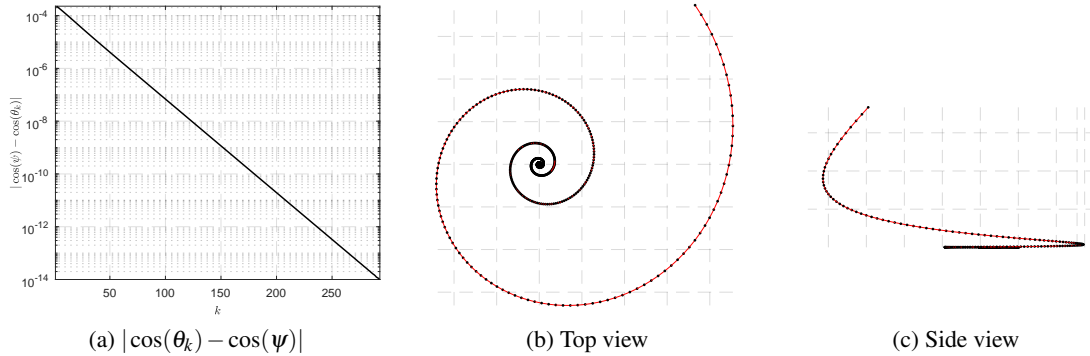 10^{-4}
10^{-6}
10^{-8}
10^{-10}
10^{-12}
10^{-14}
|cos(ψ) − cos(θ_k)|
50 100 150 200 250
k
(a) |cos(θ_k) − cos(ψ)|
(b) Top view
(c) Side view